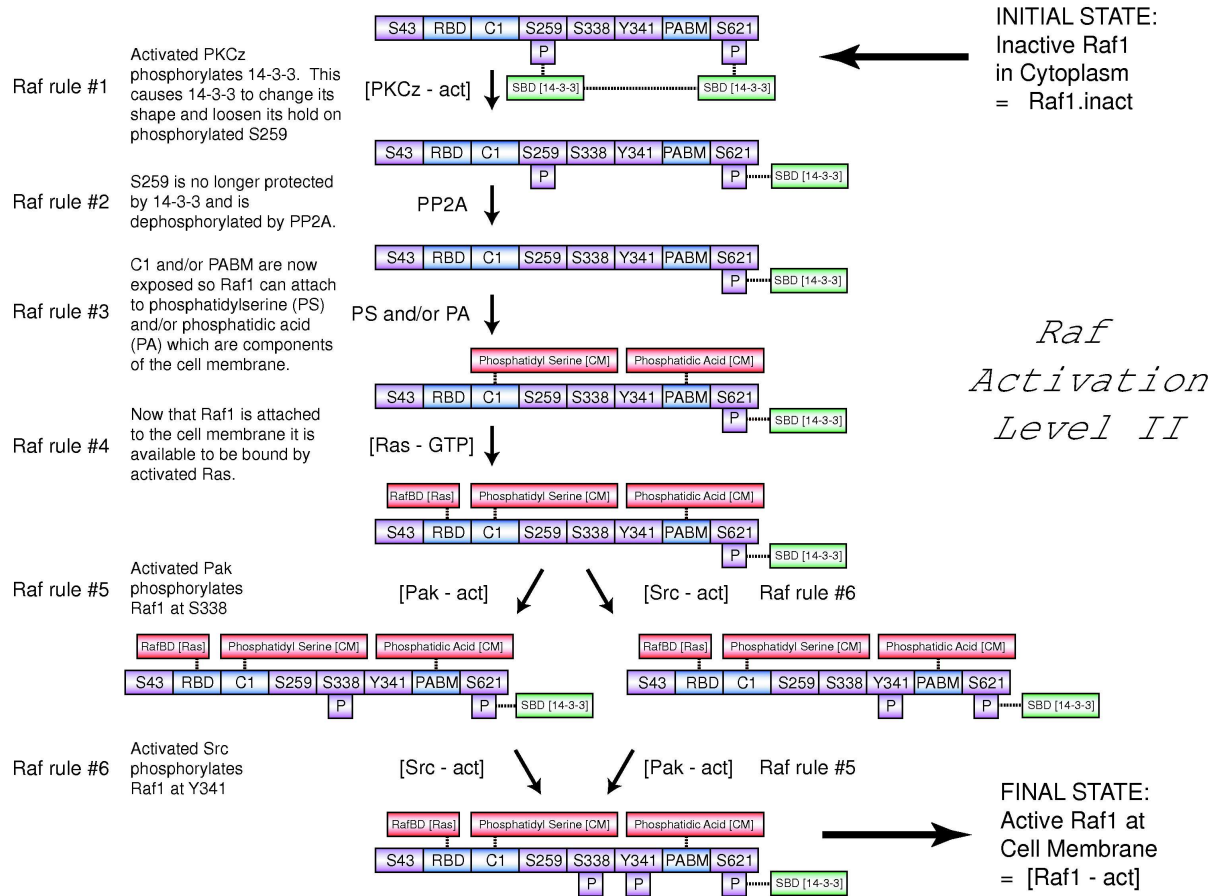 S43 RBD C1 S259 S338 Y341 PABM S621
P P
SBD [14-3-3] SBD [14-3-3]
INITIAL STATE:
Inactive Raf1
in Cytoplasm
= Raf1.inact
Raf rule #1
Activated PKCz
phosphorylates 14-3-3. This
causes 14-3-3 to change its
shape and loosen its hold on
phosphorylated S259
[PKCz - act]
S43 RBD C1 S259 S338 Y341 PABM S621
P P SBD [14-3-3]
Raf rule #2
S259 is no longer protected
by 14-3-3 and is
dephosphorylated by PP2A.
PP2A
S43 RBD C1 S259 S338 Y341 PABM S621
P SBD [14-3-3]
Raf rule #3
C1 and/or PABM are now
exposed so Raf1 can attach
to phosphatidylserine (PS)
and/or phosphatidic acid
(PA) which are components
of the cell membrane.
PS and/or PA
Raf
Activation
Level II
Phosphatidyl Serine [CM] Phosphatidic Acid [CM]
S43 RBD C1 S259 S338 Y341 PABM S621
P SBD [14-3-3]
Raf rule #4
Now that Raf1 is attached
to the cell membrane it is
available to be bound by
activated Ras.
[Ras - GTP]
RafBD [Ras] Phosphatidyl Serine [CM] Phosphatidic Acid [CM]
S43 RBD C1 S259 S338 Y341 PABM S621
P SBD [14-3-3]
Raf rule #5
Activated Pak
phosphorylates
Raf1 at S338
[Pak - act] [Src - act] Raf rule #6
RafBD [Ras] Phosphatidyl Serine [CM] Phosphatidic Acid [CM]
S43 RBD C1 S259 S338 Y341 PABM S621
P P SBD [14-3-3]
RafBD [Ras] Phosphatidyl Serine [CM] Phosphatidic Acid [CM]
S43 RBD C1 S259 S338 Y341 PABM S621
P P SBD [14-3-3]
Raf rule #6
Activated Src
phosphorylates
Raf1 at Y341
[Src - act] [Pak - act] Raf rule #5
RafBD [Ras] Phosphatidyl Serine [CM] Phosphatidic Acid [CM]
S43 RBD C1 S259 S338 Y341 PABM S621
P P P SBD [14-3-3]
FINAL STATE:
Active Raf1 at
Cell Membrane
= [Raf1 - act]